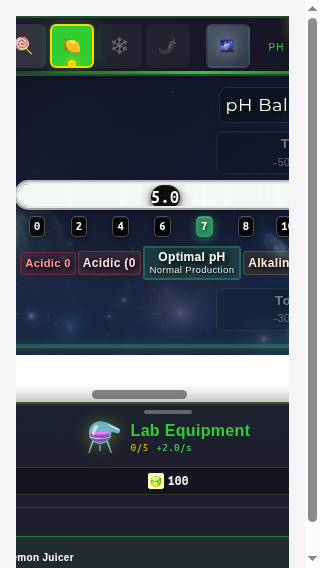 PH
pH Bal
T
-50
5.0
0 2 4 6 7 8 10
Acidic 0 Acidic (0 Optimal pH Alkalin
Normal Production
To
-30
Lab Equipment
0/5 +2.0/s
100
emon Juicer